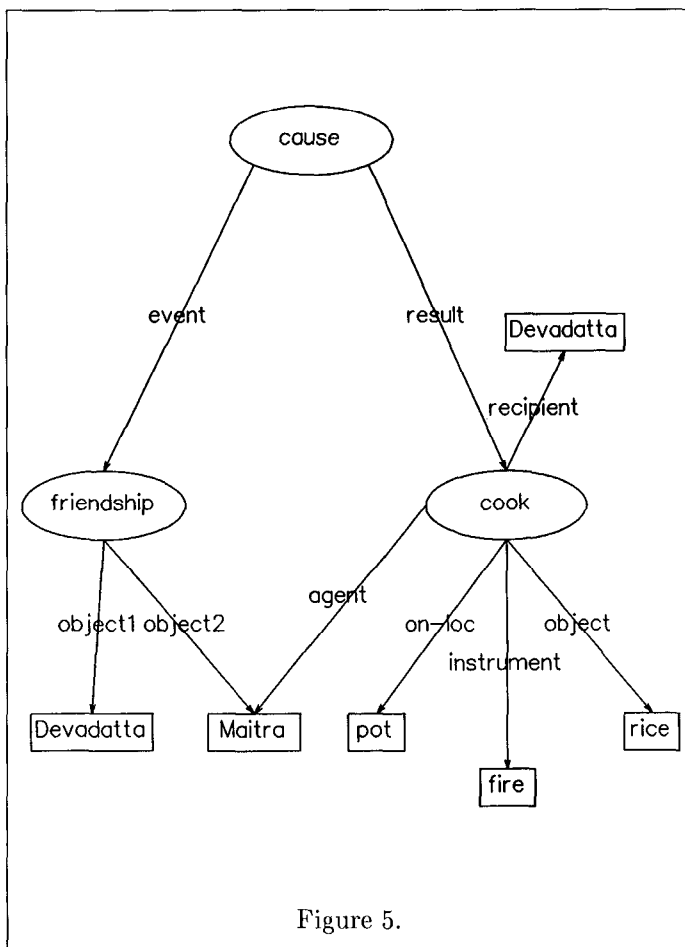 cause
event
result
Devadatta
recipient
friendship
cook
agent
object1 object2
on-loc
object
instrument
Devadatta
Maitra
pot
rice
fire
Figure 5.